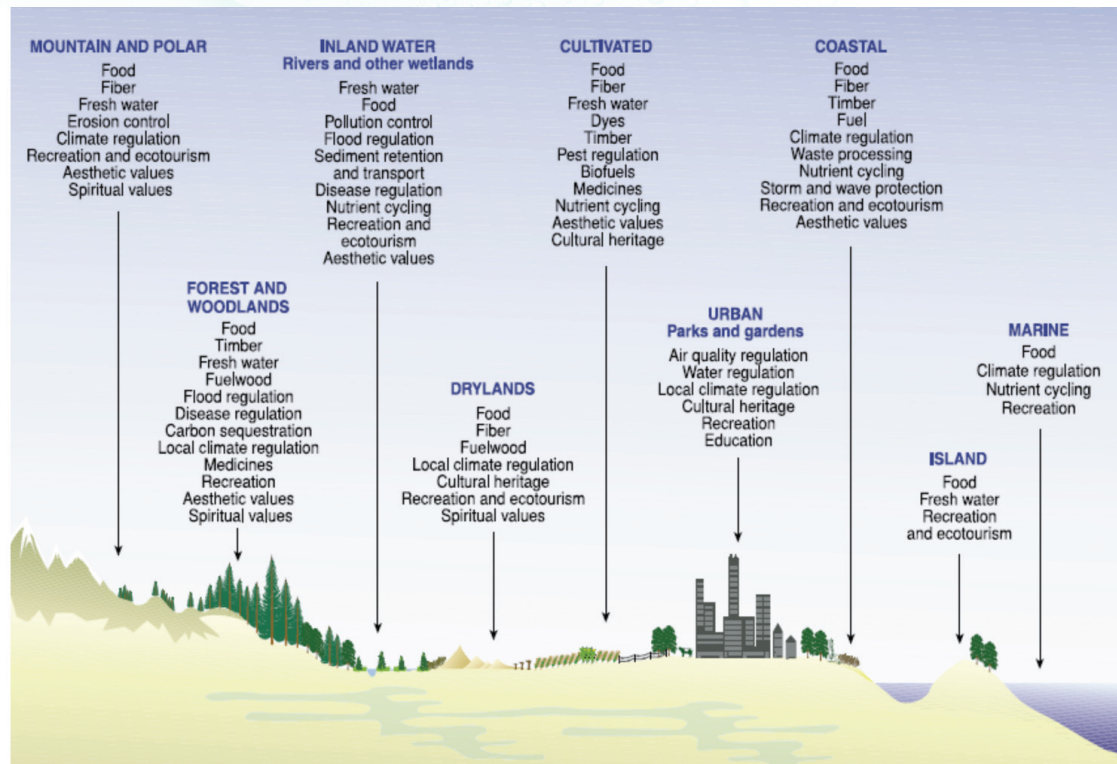 MOUNTAIN AND POLAR
Food
Fiber
Fresh water
Erosion control
Climate regulation
Recreation and ecotourism
Aesthetic values
Spiritual values
INLAND WATER
Rivers and other wetlands
Fresh water
Food
Pollution control
Flood regulation
Sediment retention
and transport
Disease regulation
Nutrient cycling
Recreation and
ecotourism
Aesthetic values
CULTIVATED
Food
Fiber
Fresh water
Dyes
Timber
Pest regulation
Biofuels
Medicines
Nutrient cycling
Aesthetic values
Cultural heritage
COASTAL
Food
Fiber
Timber
Fuel
Climate regulation
Waste processing
Nutrient cycling
Storm and wave protection
Recreation and ecotourism
Aesthetic values
FOREST AND
WOODLANDS
Food
Timber
Fresh water
Fuelwood
Flood regulation
Disease regulation
Carbon sequestration
Local climate regulation
Medicines
Recreation
Aesthetic values
Spiritual values
DRYLANDS
Food
Fiber
Fuelwood
Local climate regulation
Cultural heritage
Recreation and ecotourism
Spiritual values
URBAN
Parks and gardens
Air quality regulation
Water regulation
Local climate regulation
Cultural heritage
Recreation
Education
MARINE
Food
Climate regulation
Nutrient cycling
Recreation
ISLAND
Food
Fresh water
Recreation
and ecotourism